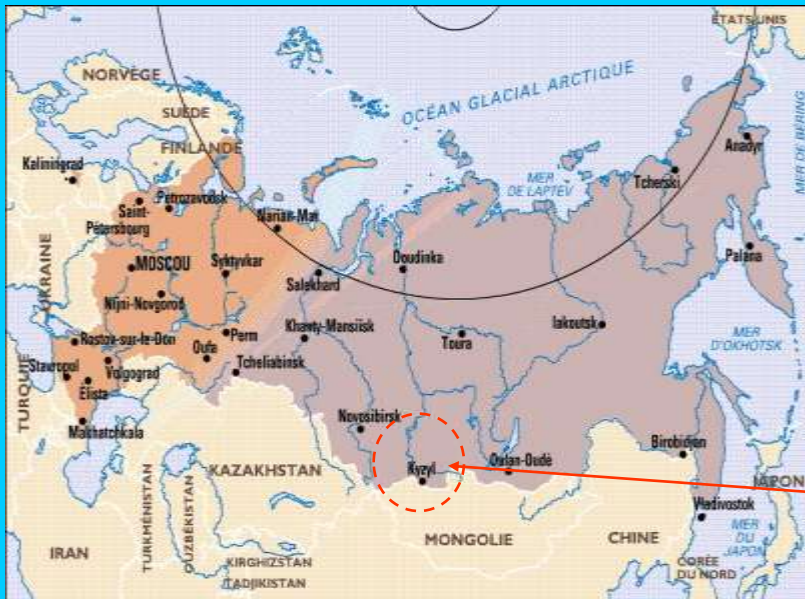 ÉTATS-UNIS
NORVÈGE
OCÉAN GLACIAL ARCTIQUE
SUÈDE
FINLANDE
MER DE BÉRING
Anadyr
Kaliningrad
MER
DE LAPTEV
Tcherski
Pétrozavodsk
Saint-
Pétersbourg
Narian-Mar
UKRAINE
MOSCOU
Syktyvkar
Salekhard
Doudinka
Palana
Nijni-Novgorod
Iakoutsk
MER
D'OKHOTSK
Rostov-sur-le-Don
Perm
Khanty-Mansiisk
Toura
Oufa
Stavropol
Volgograd
Tcheliabinsk
Elista
TURQUIE
Makhatchkala
Novosibirsk
Birobidjan
KAZAKHSTAN
Kyzyl
Oulan-Oudé
JAPON
TURKMÉNISTAN
OUZBÉKISTAN
Vladivostok
IRAN
MONGOLIE
CHINE
MER
DU
JAPON
KIRGHIZSTAN
TADJIKISTAN
CORÉE
DU NORD